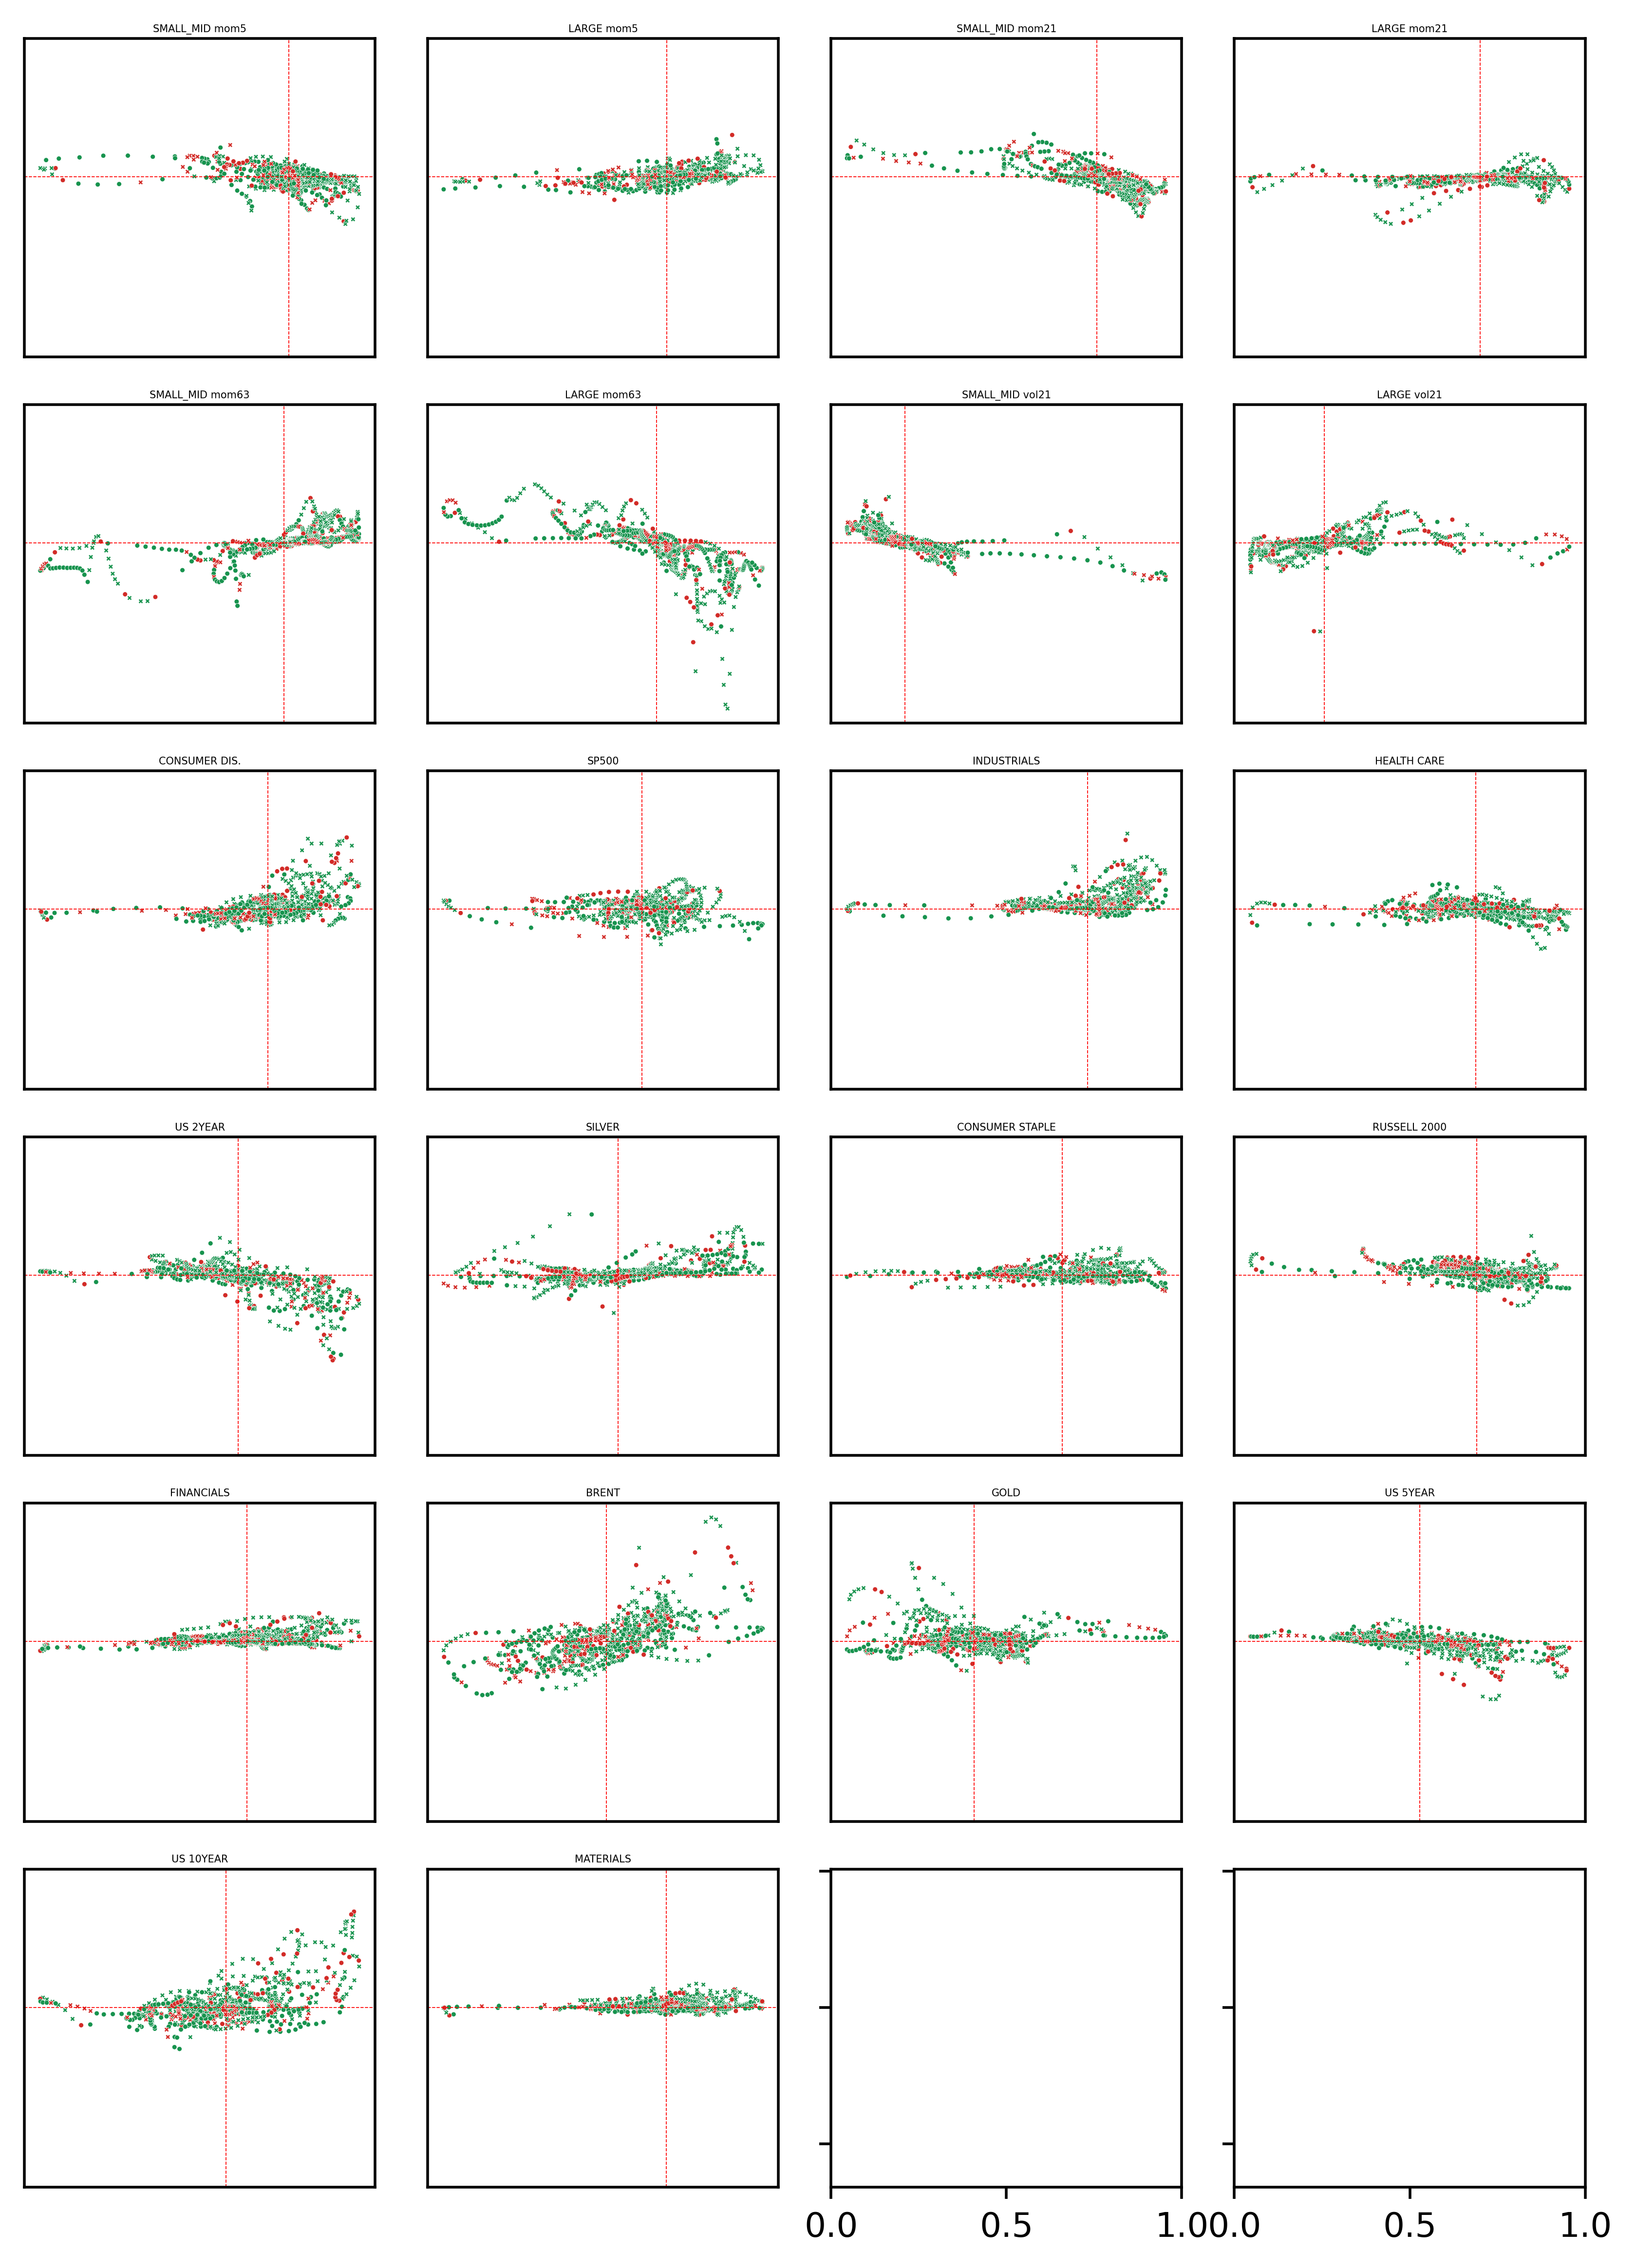 SMALL_MID mom5
LARGE mom5
SMALL_MID mom21
LARGE mom21
SMALL_MID mom63
LARGE mom63
SMALL_MID vol21
LARGE vol21
CONSUMER DIS.
SP500
INDUSTRIALS
HEALTH CARE
US 2YEAR
SILVER
CONSUMER STAPLE
RUSSELL 2000
FINANCIALS
BRENT
GOLD
US 5YEAR
US 10YEAR
MATERIALS
0.0 0.5 1.0
0.0 0.5 1.0